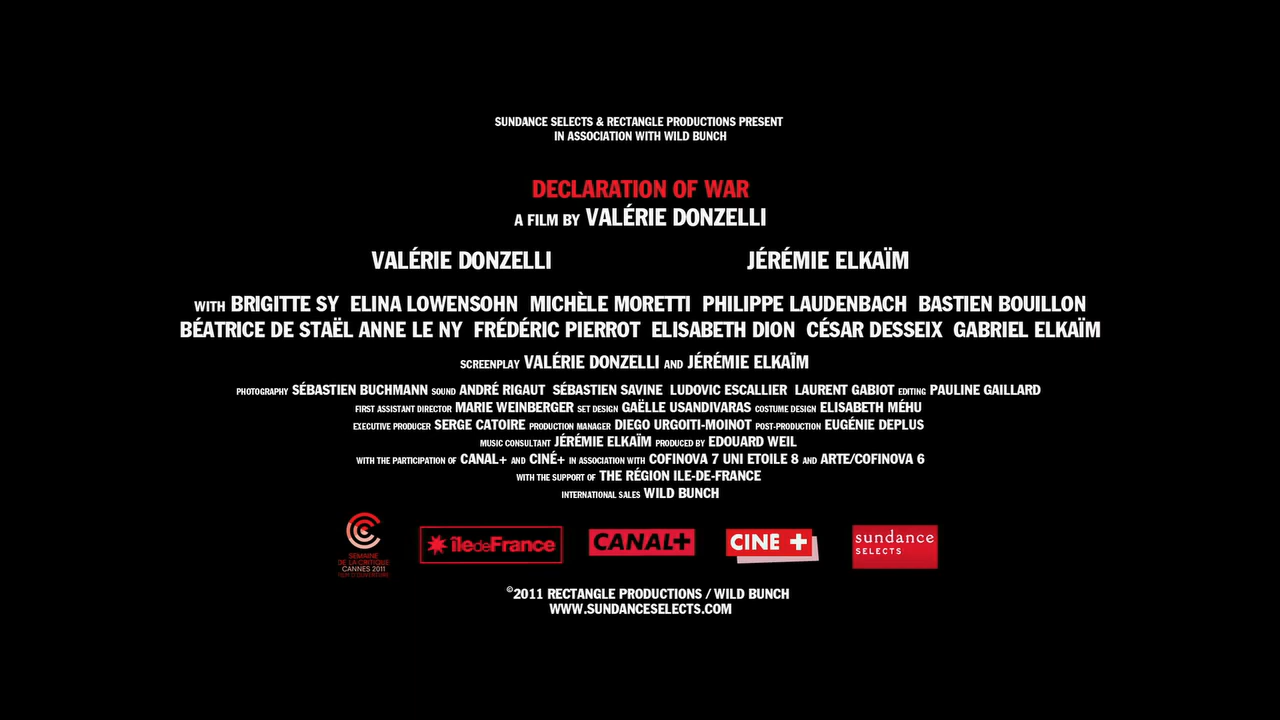 SUNDANCE SELECTS & RECTANGLE PRODUCTIONS PRESENT
IN ASSOCIATION WITH WILD BUNCH
DECLARATION OF WAR
A FILM BY VALÉRIE DONZELLI
VALÉRIE DONZELLI JÉRÉMIE ELKAÏM
WITH BRIGITTE SY ELINA LOWENSOHN MICHÈLE MORETTI PHILIPPE LAUDENBACH BASTIEN BOUILLON
BÉATRICE DE STAËL ANNE LE NY FRÉDÉRIC PIERROT ELISABETH DION CÉSAR DESSEIX GABRIEL ELKAÏM
SCREENPLAY VALÉRIE DONZELLI AND JÉRÉMIE ELKAÏM
PHOTOGRAPHY SÉBASTIEN BUCHMANN SOUND ANDRÉ RIGAUT SÉBASTIEN SAVINE LUDOVIC ESCALLIER LAURENT GABIOT EDITING PAULINE GAILLARD
FIRST ASSISTANT DIRECTOR MARIE WEINBERGER SET DESIGN GAËLLE USANDIVARAS COSTUME DESIGN ELISABETH MÉHU
EXECUTIVE PRODUCER SERGE CATOIRE PRODUCTION MANAGER DIEGO URGOITI-MOINOT POST-PRODUCTION EUGÉNIE DEPLUS
MUSIC CONSULTANT JÉRÉMIE ELKAÏM PRODUCED BY EDOUARD WEIL
WITH THE PARTICIPATION OF CANAL+ AND CINÉ+ IN ASSOCIATION WITH COFINOVA 7 UNI ETOILE 8 AND ARTE/COFINOVA 6
WITH THE SUPPORT OF THE RÉGION ILE-DE-FRANCE
INTERNATIONAL SALES WILD BUNCH
SEMAINE
DE LA CRITIQUE
CANNES 2011
FILM D'OUVERTURE
îledeFrance
CANAL+
CINE +
sundance
SELECTS
©2011 RECTANGLE PRODUCTIONS / WILD BUNCH
WWW.SUNDANCESELECTS.COM